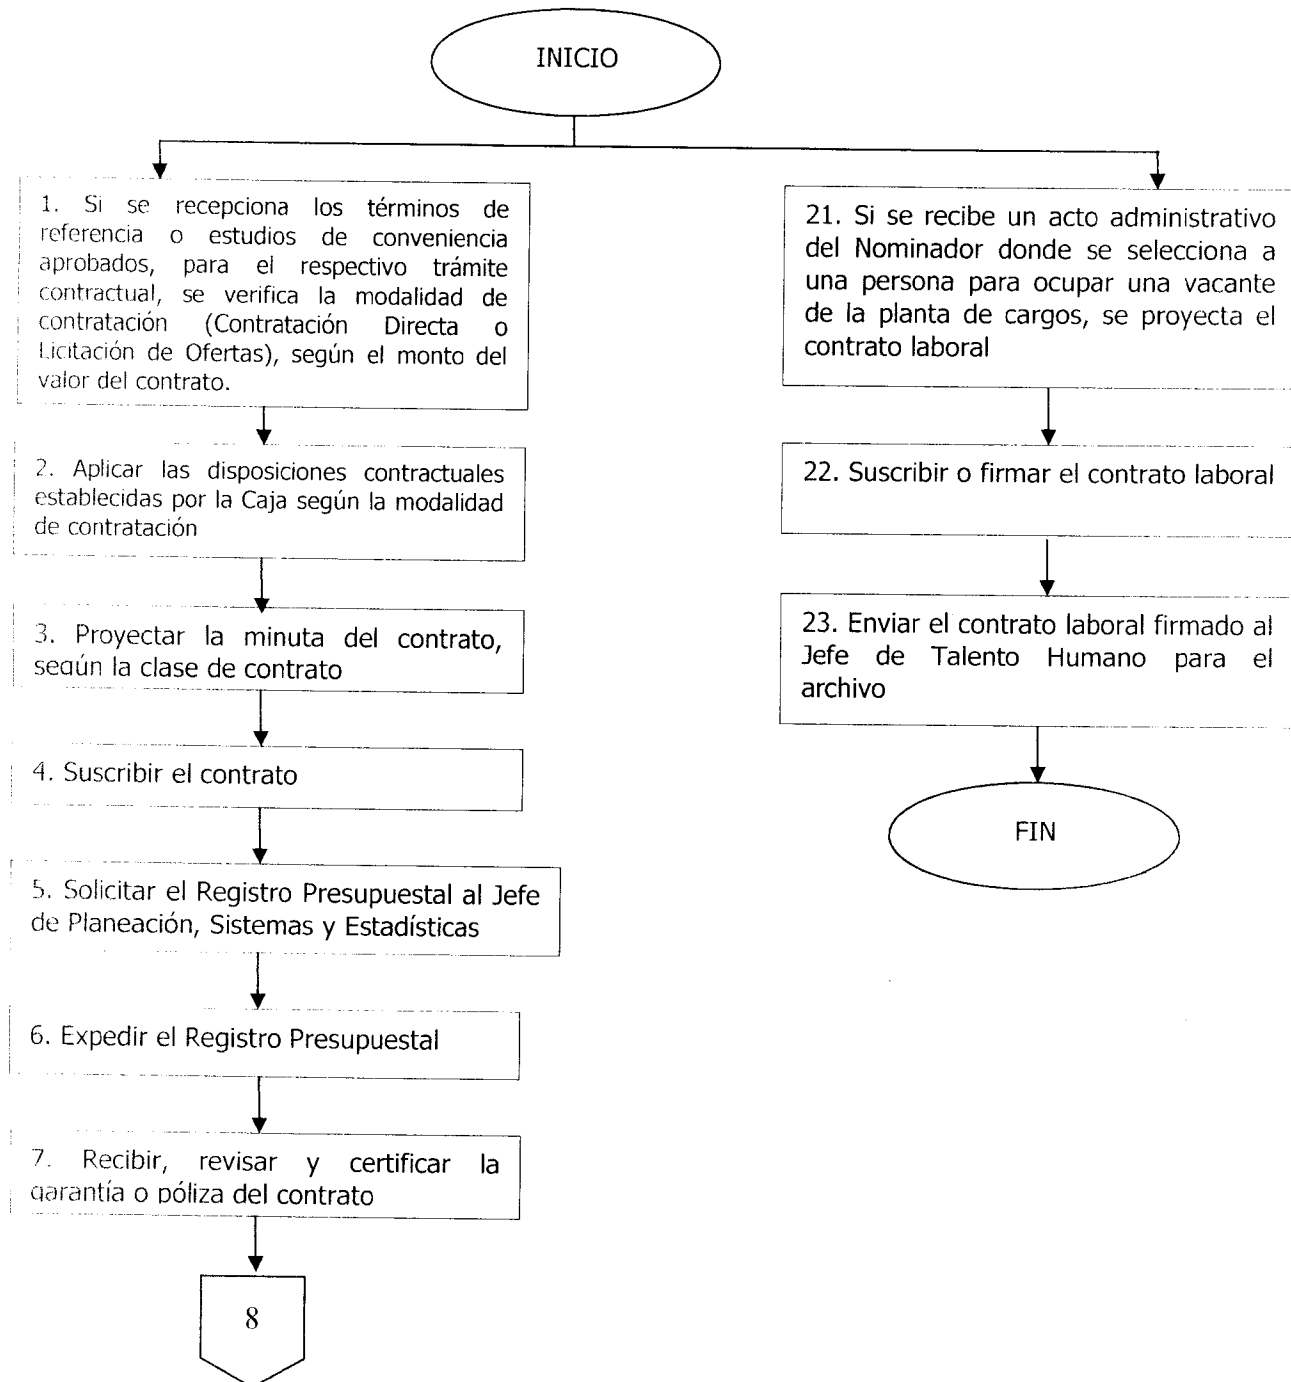 INICIO
1. Si se recepciona los términos de
referencia o estudios de conveniencia
aprobados, para el respectivo trámite
contractual, se verifica la modalidad de
contratación (Contratación Directa o
Licitación de Ofertas), según el monto del
valor del contrato.
2. Aplicar las disposiciones contractuales
establecidas por la Caja según la modalidad
de contratación
3. Proyectar la minuta del contrato,
según la clase de contrato
4. Suscribir el contrato
5. Solicitar el Registro Presupuestal al Jefe
de Planeación, Sistemas y Estadísticas
6. Expedir el Registro Presupuestal
7. Recibir, revisar y certificar la
garantía o póliza del contrato
8
21. Si se recibe un acto administrativo
del Nominador donde se selecciona a
una persona para ocupar una vacante
de la planta de cargos, se proyecta el
contrato laboral
22. Suscribir o firmar el contrato laboral
23. Enviar el contrato laboral firmado al
Jefe de Talento Humano para el
archivo
FIN